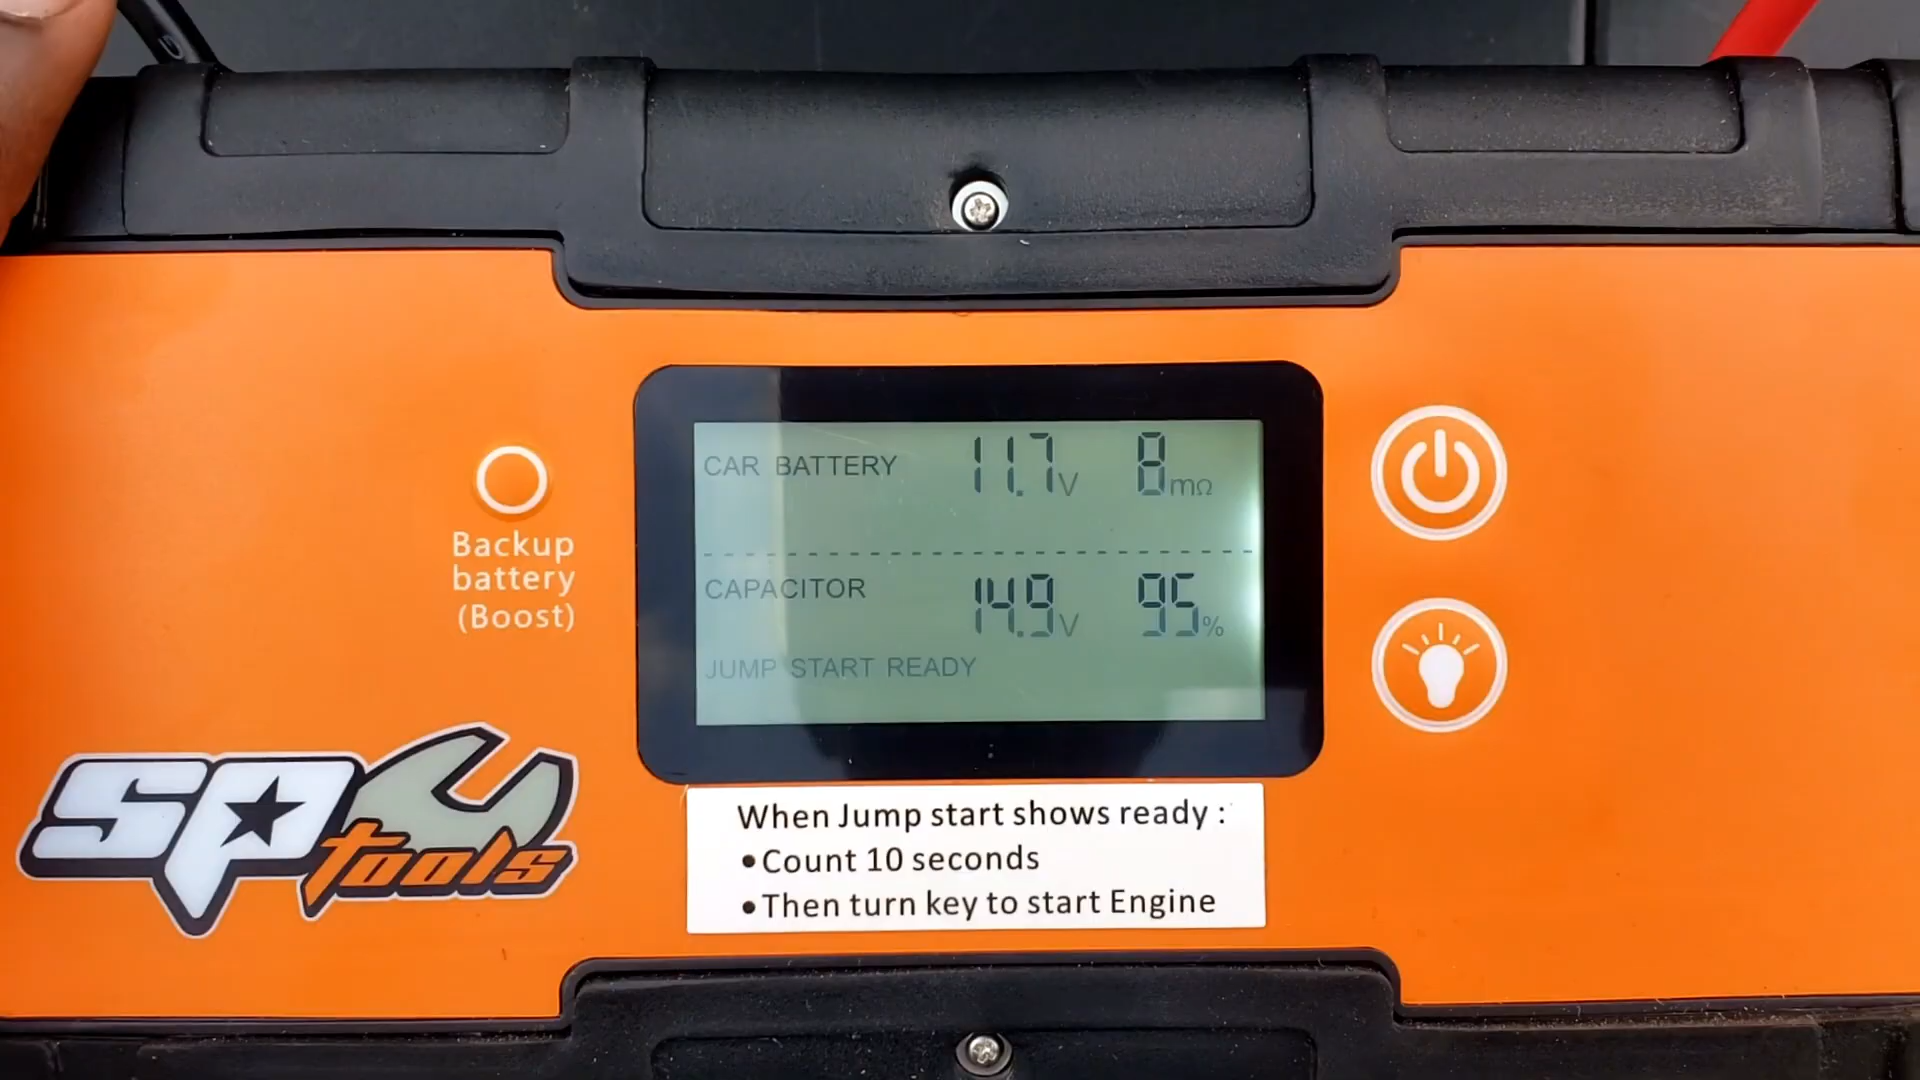 CAR BATTERY 11.7V 8mΩ
CAPACITOR 14.9V 95%
JUMP START READY
Backup
battery
(Boost)
SP
tools
When Jump start shows ready :
•Count 10 seconds
•Then turn key to start Engine